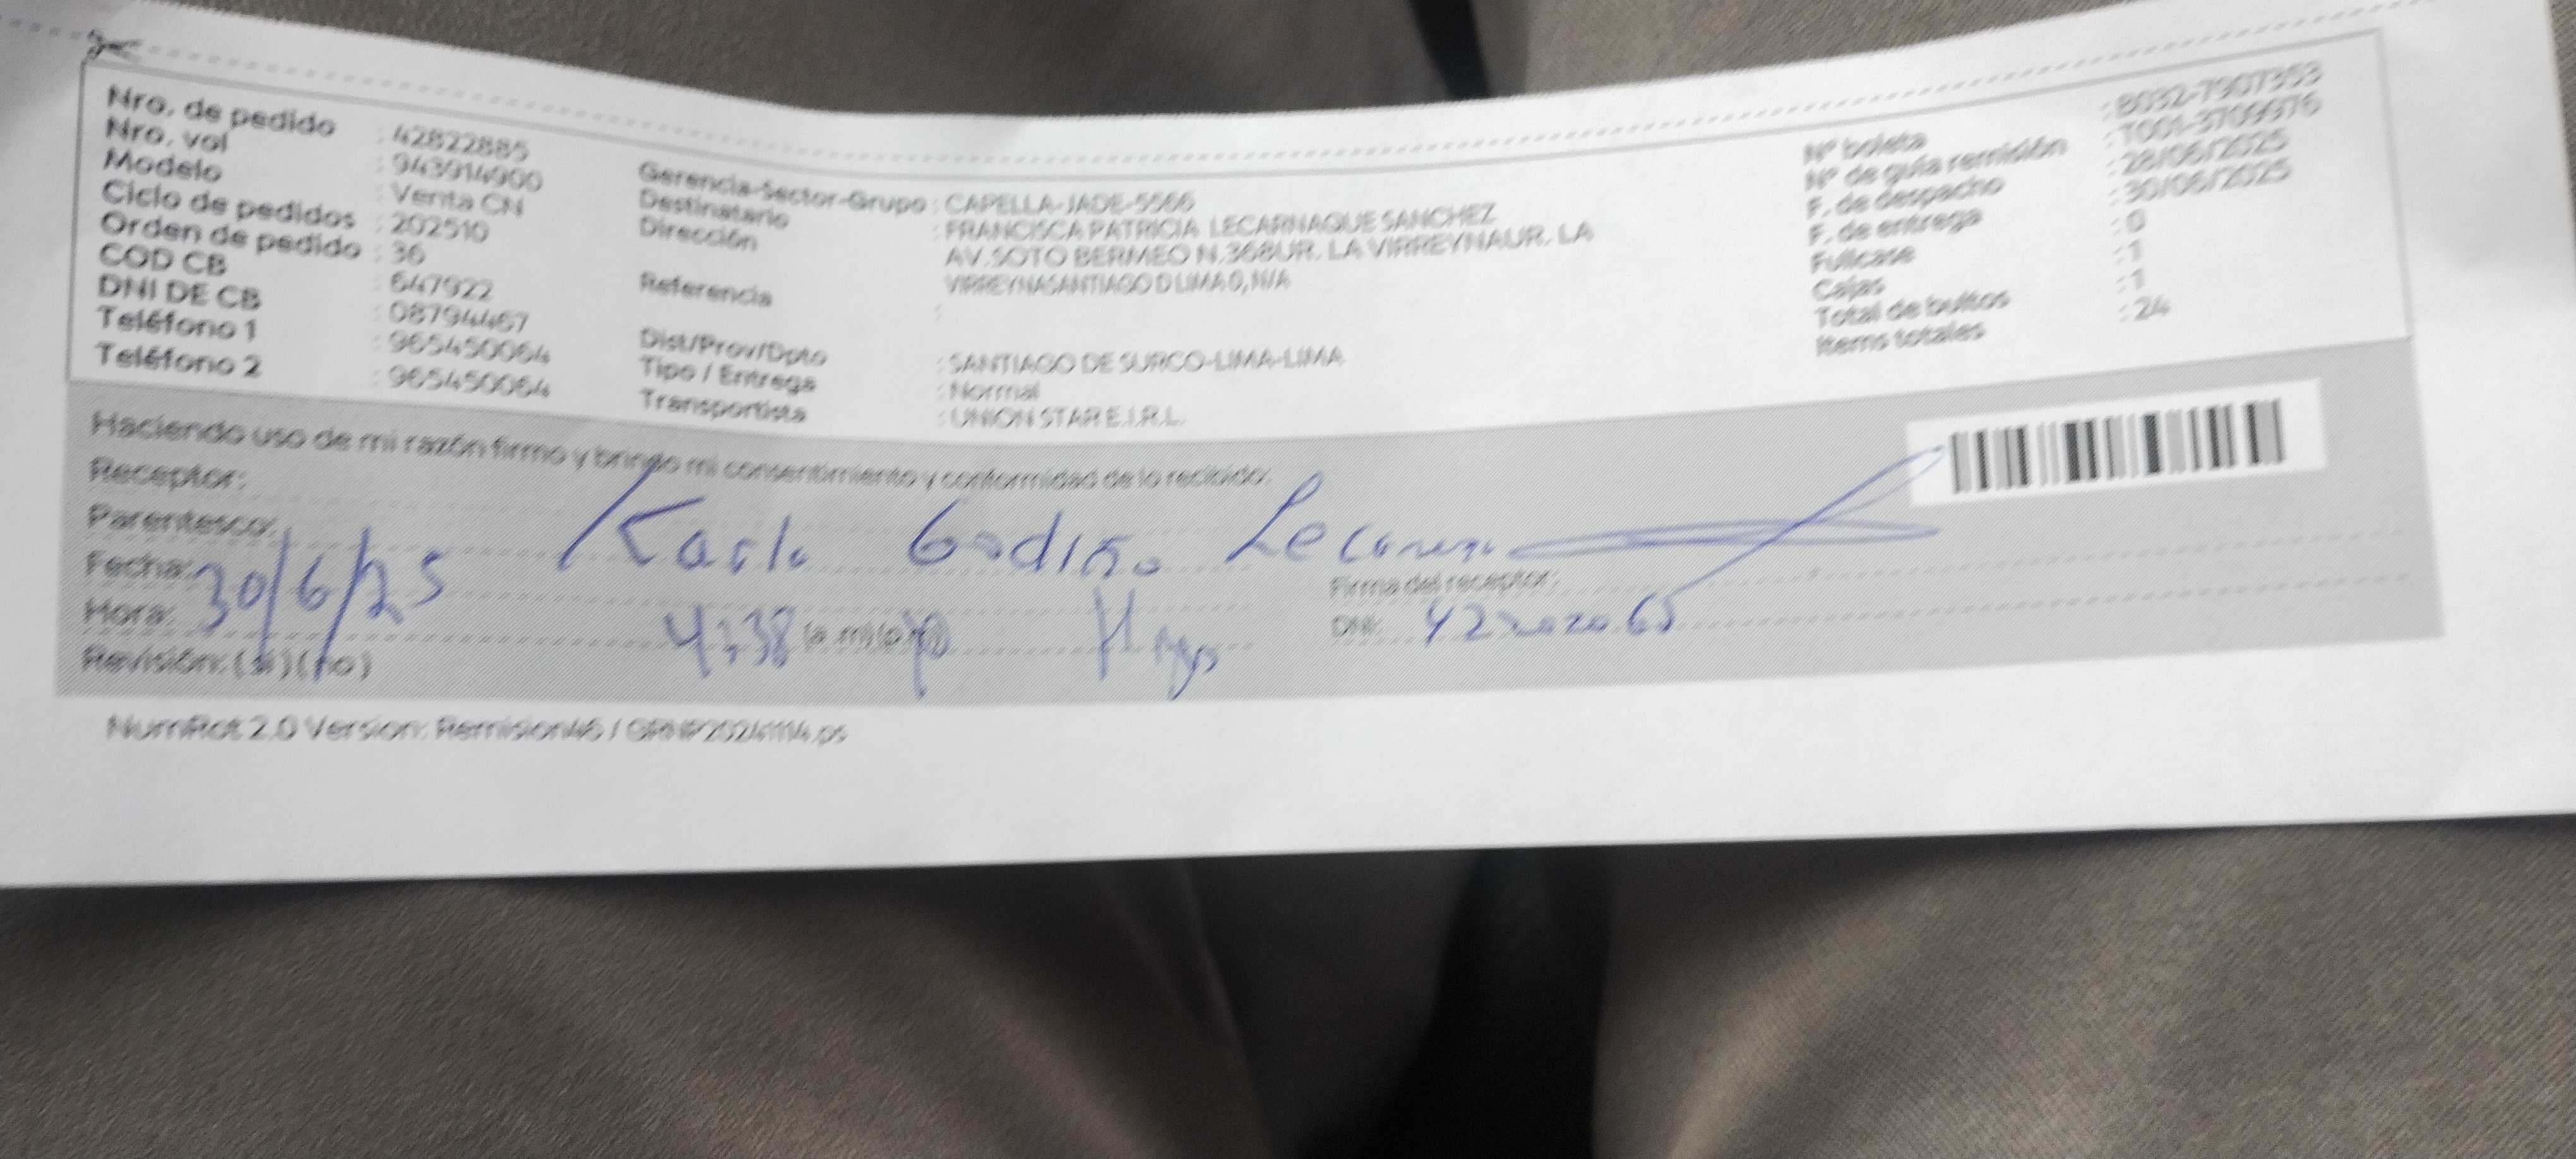 Nro. de pedido : 42822885
Nro. vol : 943914900
Modelo : Venta CN
Ciclo de pedidos : 202510
Orden de pedido : 36
COD CB : 647922
DNI DE CB : 08794467
Teléfono 1 : 965450064
Teléfono 2 : 965450064
Gerencia-Sector-Grupo : CAPELLA-JADE-5566
Destinatario : FRANCISCA PATRICIA LECARNAQUE SANCHEZ
Dirección AV.SOTO BERMEO N.368UR. LA VIRREYNAUR. LA
VIRREYNASANTIAGO D LIMA 0, N/A
Referencia :
Dist/Prov/Dpto : SANTIAGO DE SURCO-LIMA-LIMA
Tipo / Entrega : Normal
Transportista : UNION STAR E.I.R.L.
Nº boleta : B032-7907353
Nº de guía remisión : T001-3709976
F. de despacho : 28/06/2025
F. de entrega : 30/06/2025
Fullcase : 0
Cajas : 1
Total de bultos : 1
Items totales : 24
Haciendo uso de mi razón firmo y brindo mi consentimiento y conformidad de lo recibido:
Receptor:
Parentesco:
Karlo Godiño
Fecha: 30/6/25
Firma del receptor:
Hora: 4:38 (a.m)(p.m)
DNI:
Revisión: (si) (no)
NumRot 2.0 Version: